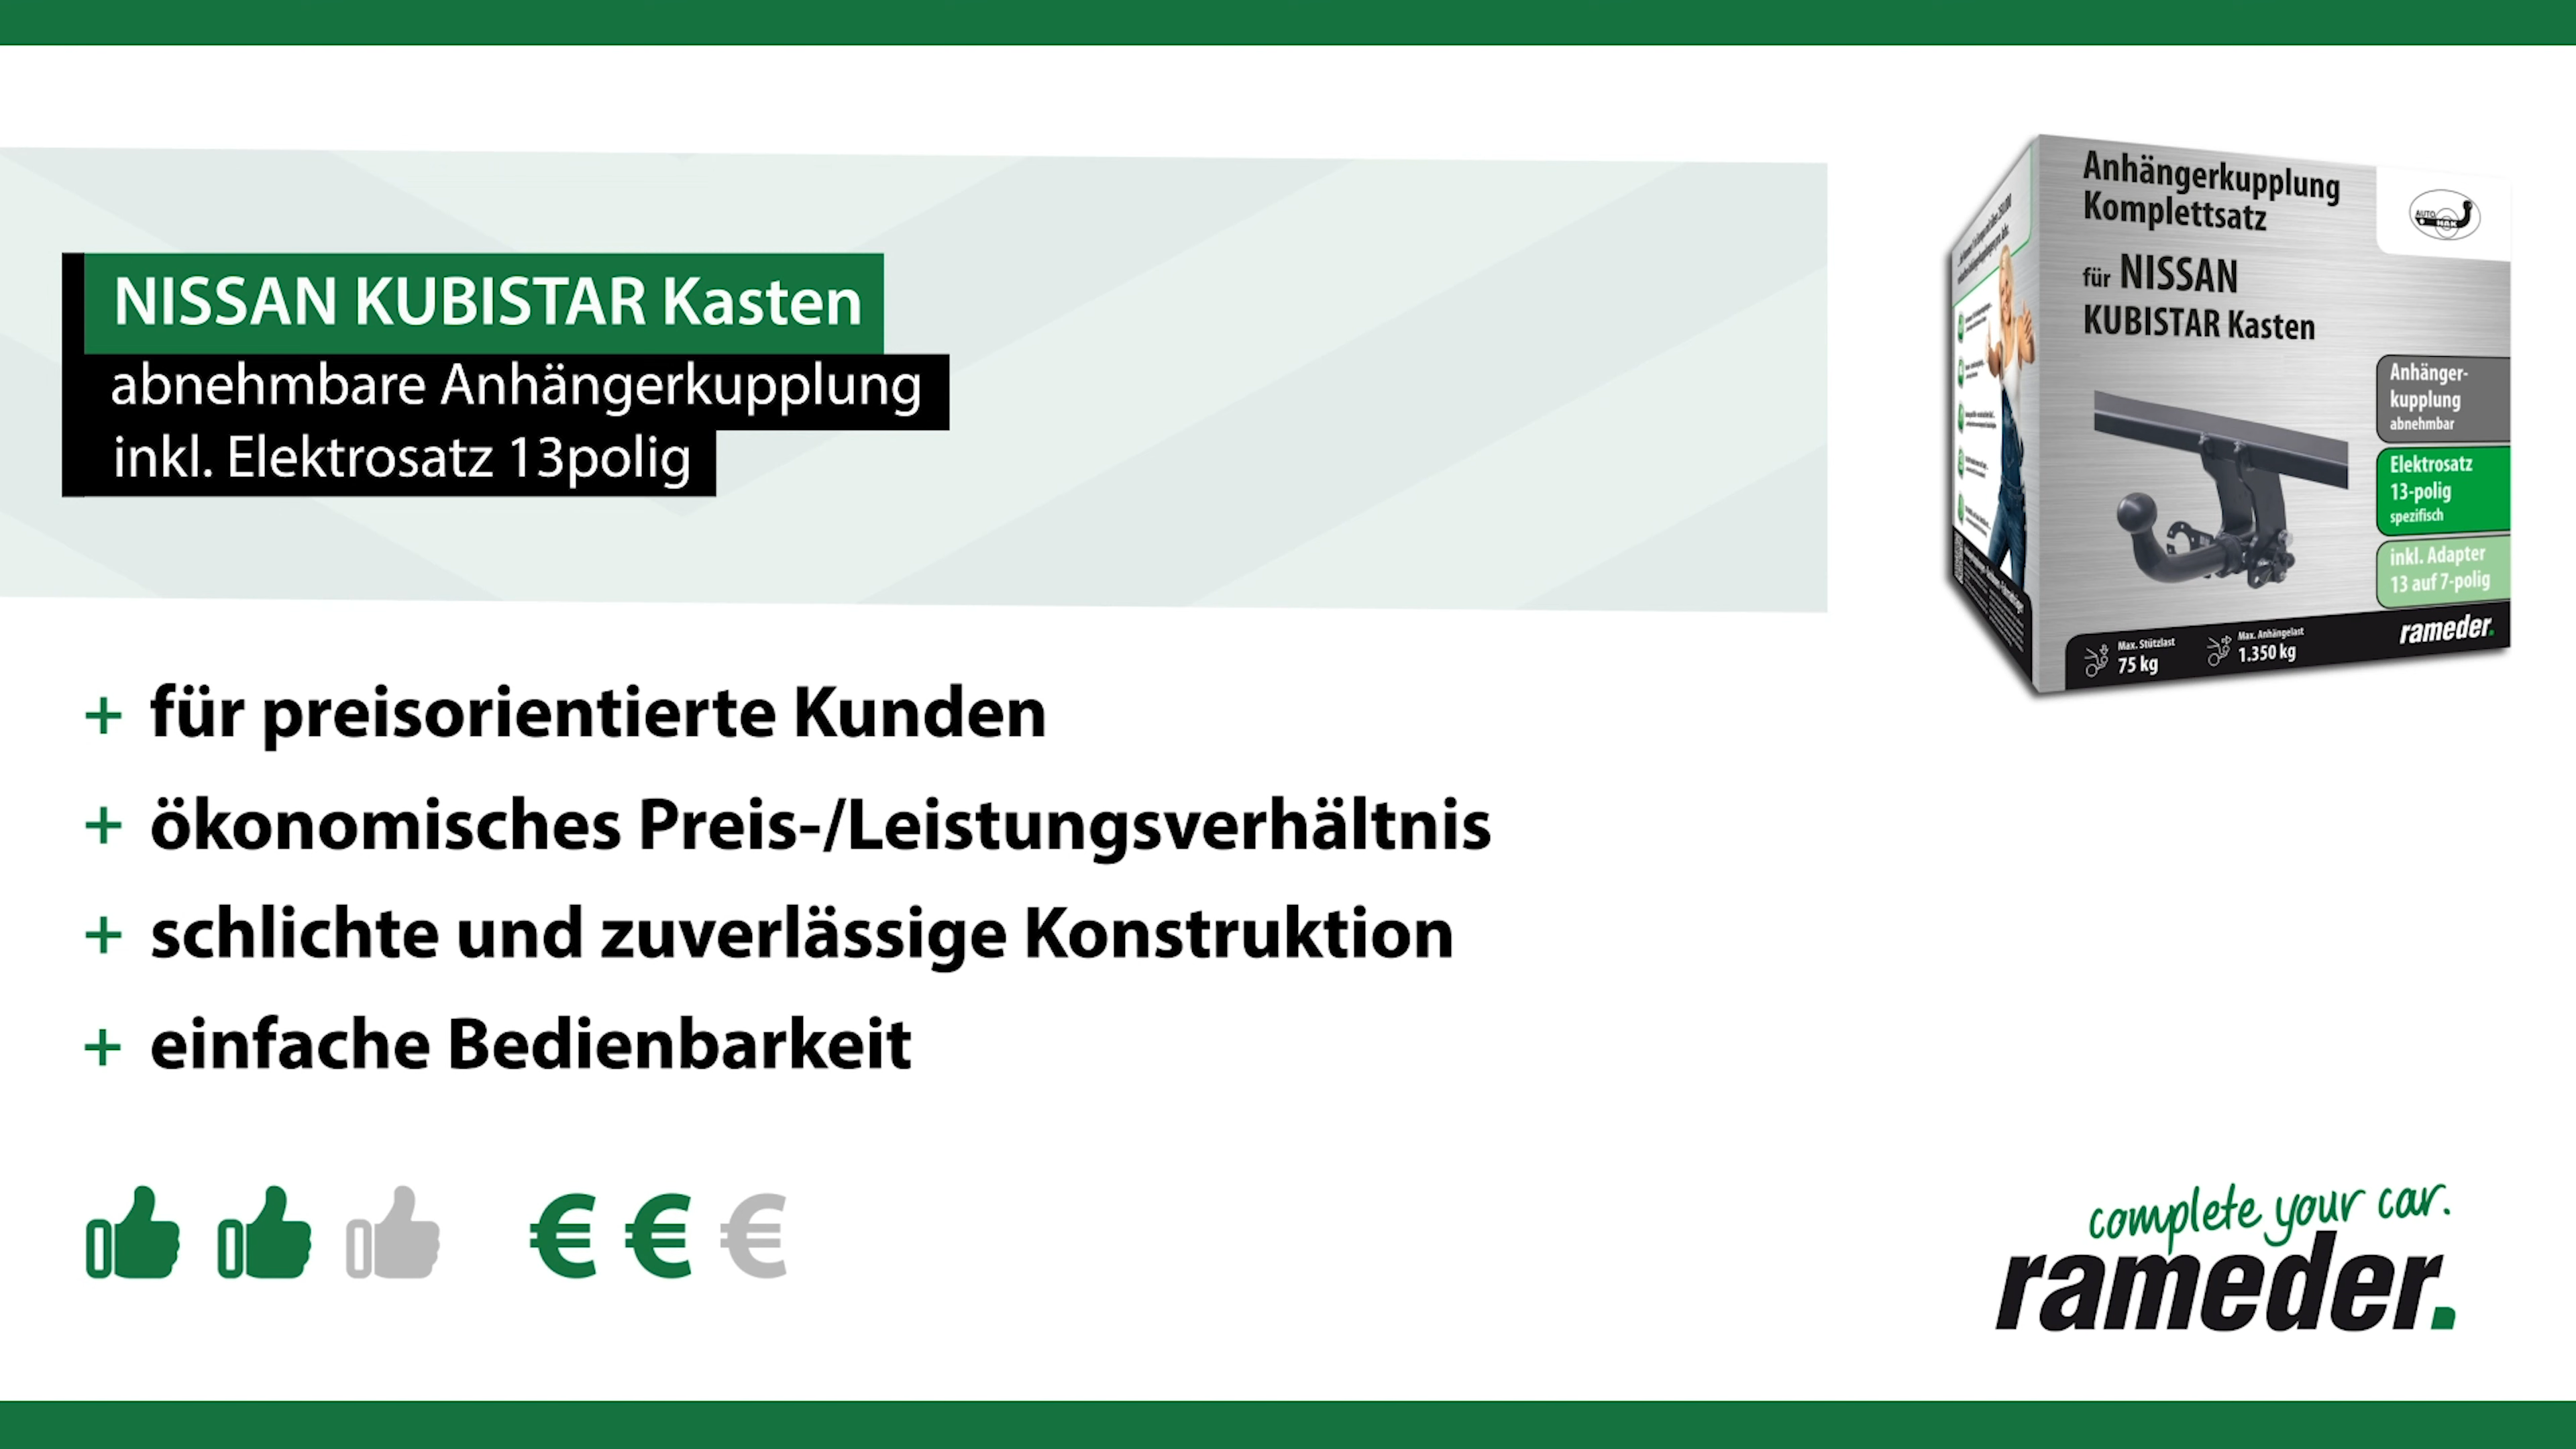 NISSAN KUBISTAR Kasten
abnehmbare Anhängerkupplung
inkl. Elektrosatz 13polig
+ für preisorientierte Kunden
+ ökonomisches Preis-/Leistungsverhältnis
+ schlichte und zuverlässige Konstruktion
+ einfache Bedienbarkeit
€ € €
Anhängerkupplung
Komplettsatz
für NISSAN
KUBISTAR Kasten
AUTO
HAK
Anhänger-
kupplung
abnehmbar
Elektrosatz
13-polig
spezifisch
inkl. Adapter
13 auf 7-polig
Max. Stützlast
75 kg
Max. Anhängelast
1.350 kg
rameder.
complete your car.
rameder.